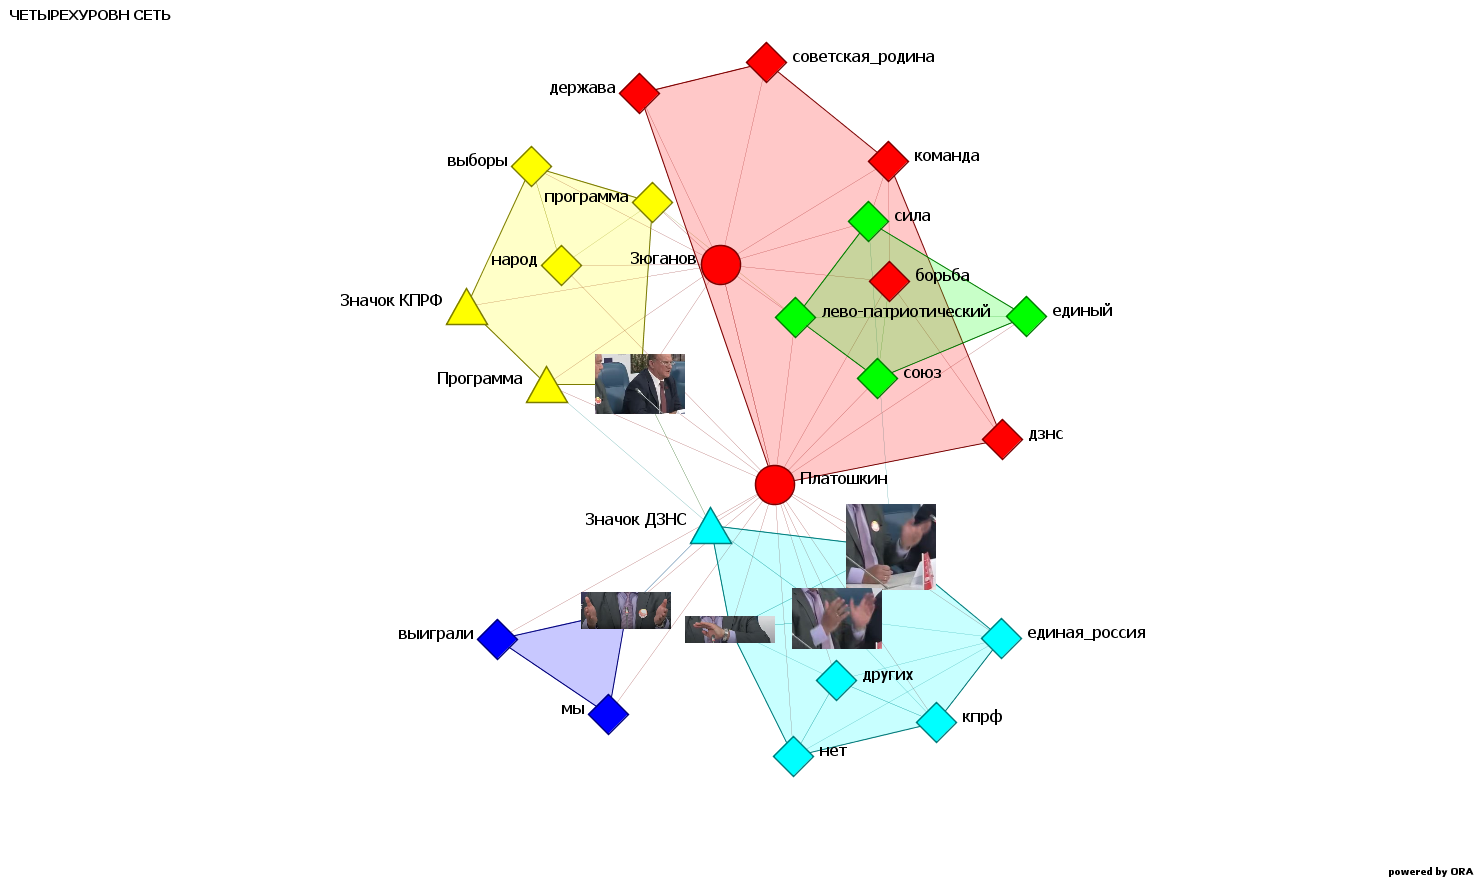 ЧЕТЫРЕХУРОВН СЕТЬ
советская_родина
держава
команда
выборы
программа
сила
народ
Зюганов
борьба
Значок КПРФ
лево-патриотический
единый
Программа
союз
дзнс
Платошкин
Значок ДЗНС
выиграли
единая_россия
других
мы
кпрф
нет
powered by ORA